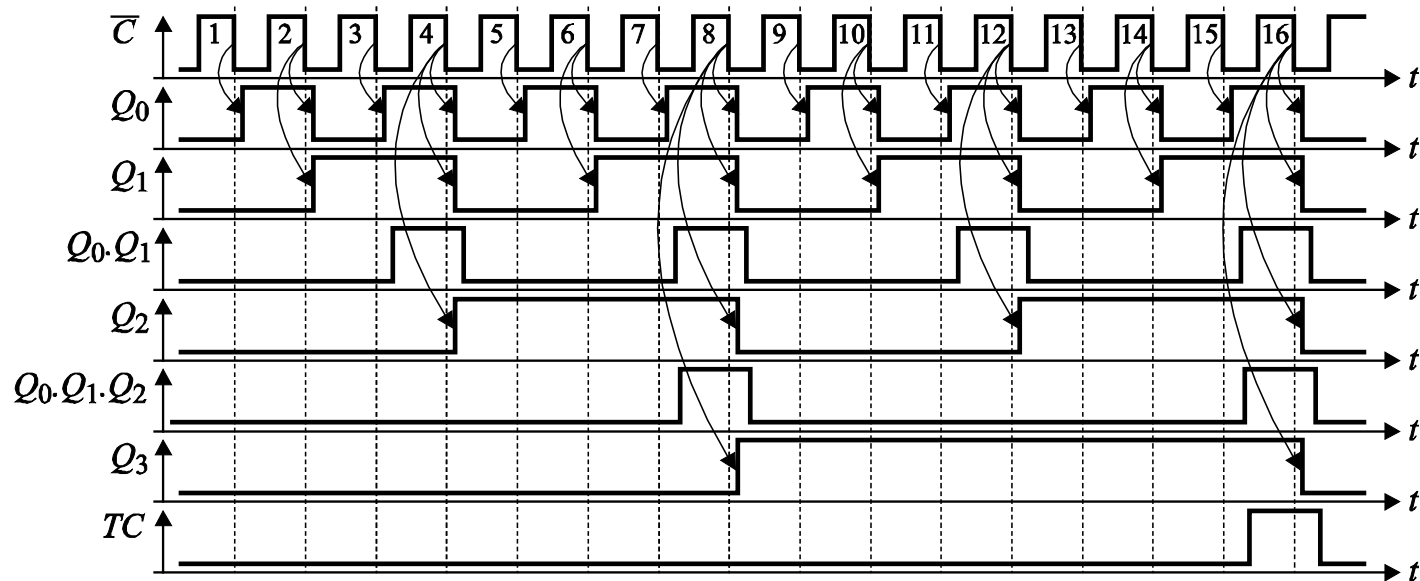 C̅ 1 2 3 4 5 6 7 8 9 10 11 12 13 14 15 16 t
Q₀ t
Q₁ t
Q₀.Q₁ t
Q₂ t
Q₀.Q₁.Q₂ t
Q₃ t
TC t